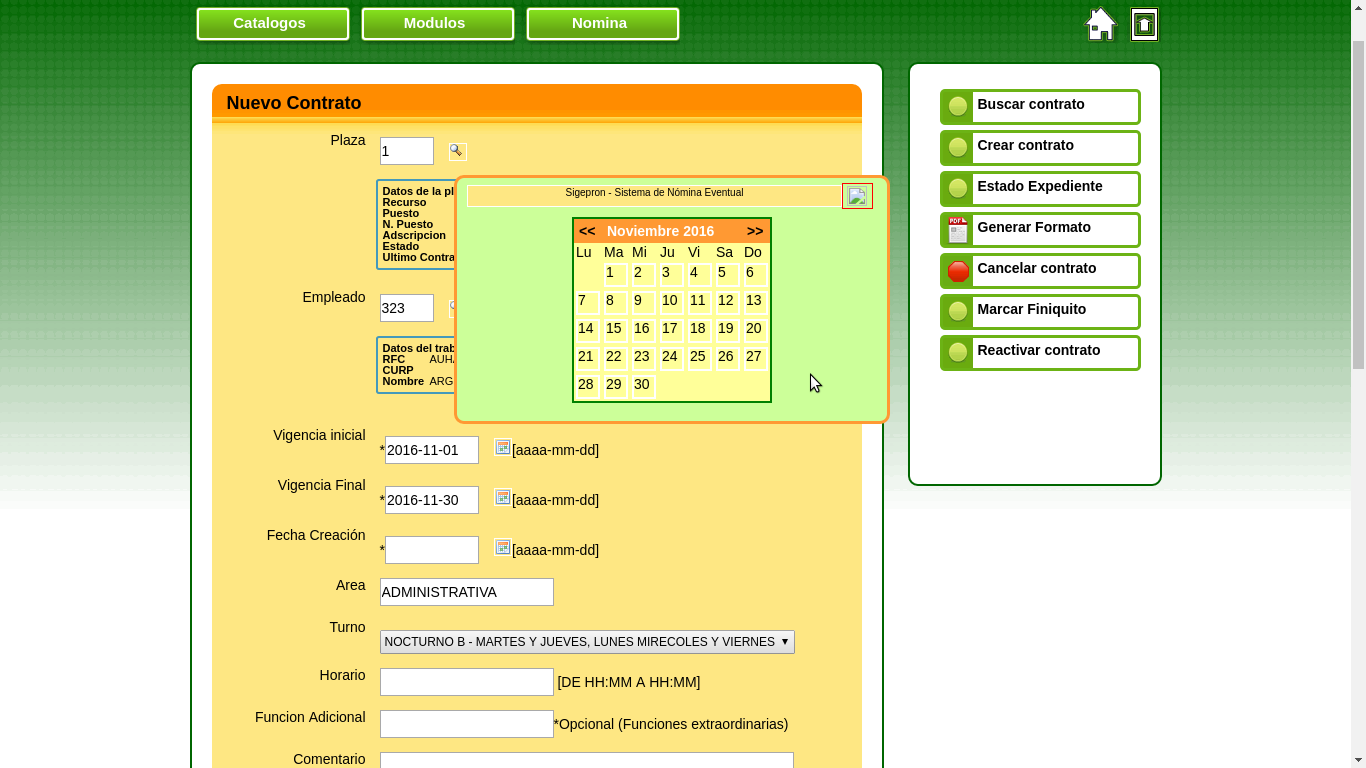 Catalogos Modulos Nomina
Nuevo Contrato
Plaza 1
Datos de la pl
Recurso
Puesto
N. Puesto
Adscripcion
Estado
Ultimo Contra
Sigepron - Sistema de Nómina Eventual
<< Noviembre 2016 >>
Lu Ma Mi Ju Vi Sa Do
1 2 3 4 5 6
7 8 9 10 11 12 13
14 15 16 17 18 19 20
21 22 23 24 25 26 27
28 29 30
Empleado 323
Datos del trab
RFC AUHA
CURP
Nombre ARG
Vigencia inicial *2016-11-01 [aaaa-mm-dd]
Vigencia Final *2016-11-30 [aaaa-mm-dd]
Fecha Creación * [aaaa-mm-dd]
Area ADMINISTRATIVA
Turno NOCTURNO B - MARTES Y JUEVES, LUNES MIRECOLES Y VIERNES
Horario [DE HH:MM A HH:MM]
Funcion Adicional *Opcional (Funciones extraordinarias)
Comentario
Buscar contrato
Crear contrato
Estado Expediente
Generar Formato
Cancelar contrato
Marcar Finiquito
Reactivar contrato